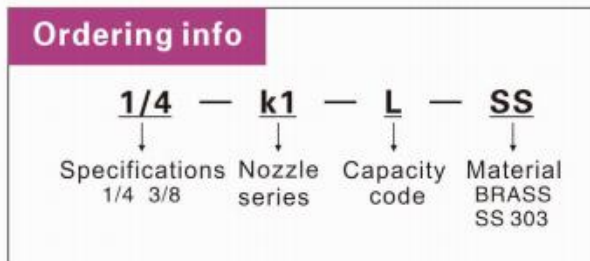 Ordering info
1/4 — k1 — L — SS
Specifications Nozzle Capacity Material
1/4 3/8 series code BRASS
SS 303